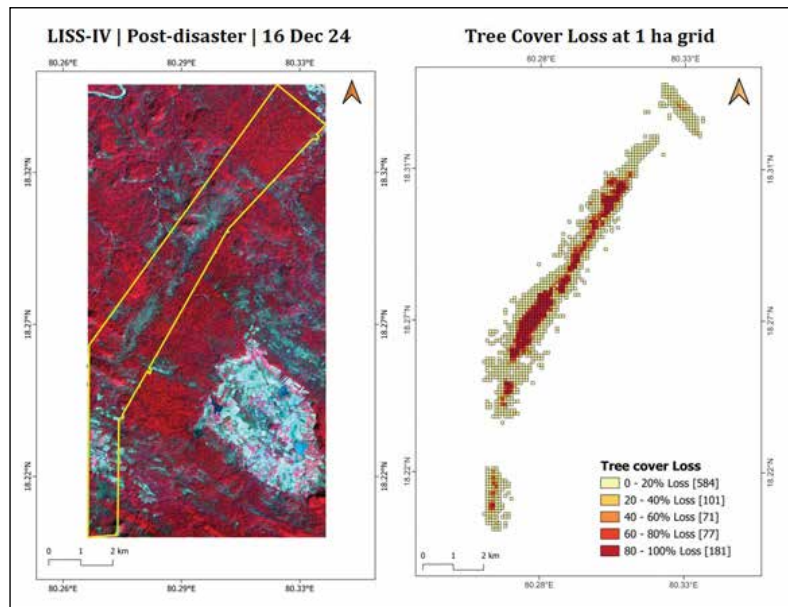 LISS-IV | Post-disaster | 16 Dec 24
80.26°E 80.29°E 80.33°E
18.32°N 18.32°N
18.27°N 18.27°N
18.22°N 18.22°N
0 1 2 km
80.26°E 80.29°E 80.33°E
Tree Cover Loss at 1 ha grid
80.28°E 80.33°E
18.31°N 18.31°N
18.27°N 18.27°N
18.22°N 18.22°N
Tree cover Loss
0 - 20% Loss [584]
20 - 40% Loss [101]
40 - 60% Loss [71]
60 - 80% Loss [77]
80 - 100% Loss [181]
0 1 2 km
80.28°E 80.33°E